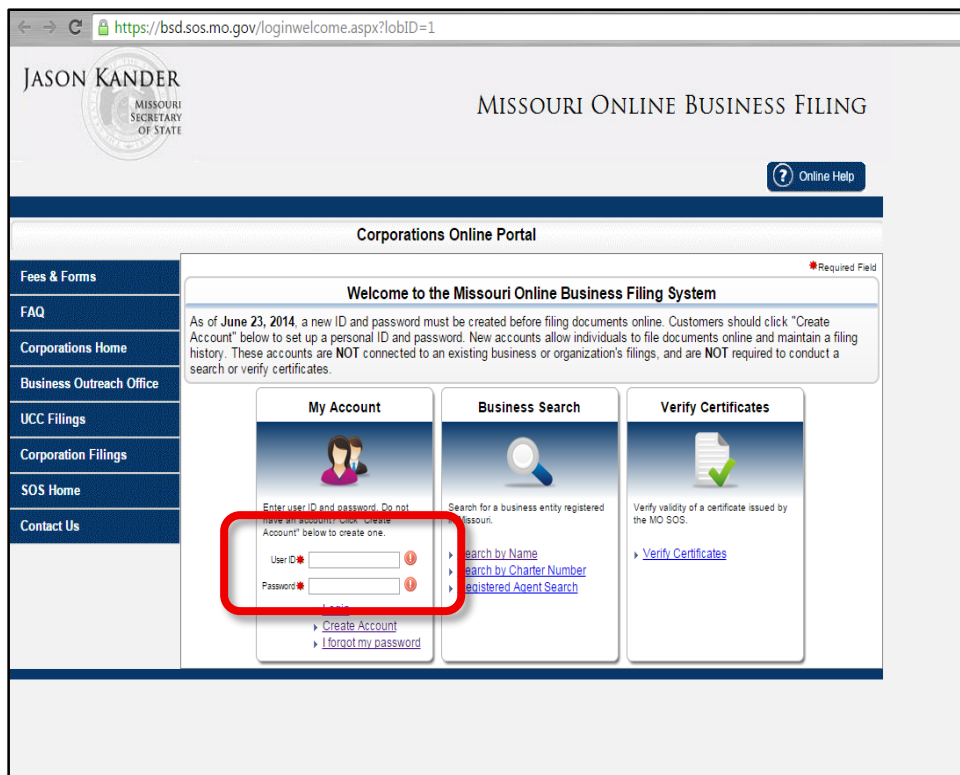 https://bsd.sos.mo.gov/loginwelcome.aspx?lobID=1
JASON KANDER
MISSOURI
SECRETARY
OF STATE
MISSOURI ONLINE BUSINESS FILING
? Online Help
Corporations Online Portal
Fees & Forms
FAQ
Corporations Home
Business Outreach Office
UCC Filings
Corporation Filings
SOS Home
Contact Us
*Required Field
Welcome to the Missouri Online Business Filing System
As of June 23, 2014, a new ID and password must be created before filing documents online. Customers should click "Create
Account" below to set up a personal ID and password. New accounts allow individuals to file documents online and maintain a filing
history. These accounts are NOT connected to an existing business or organization's filings, and are NOT required to conduct a
search or verify certificates.
My Account
Enter user ID and password. Do not
have an account? Click "Create
Account" below to create one.
User ID*
Password*
Login
Create Account
I forgot my password
Business Search
Search for a business entity registered
in Missouri.
Search by Name
Search by Charter Number
Registered Agent Search
Verify Certificates
Verify validity of a certificate issued by
the MO SOS.
Verify Certificates